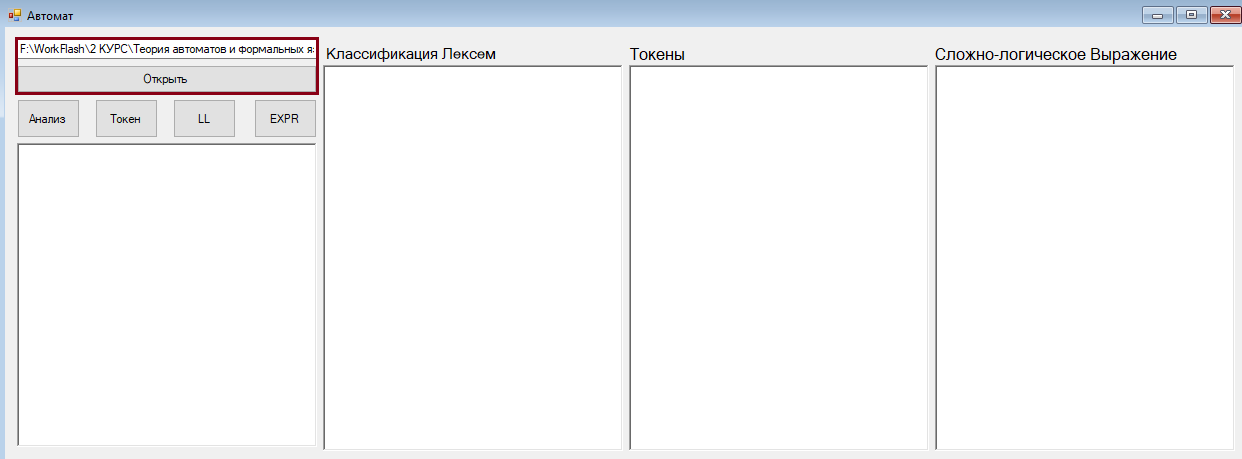 Автомат
F:\WorkFlash\2 КУРС\Теория автоматов и формальных
Открыть
Анализ Токен LL EXPR
Классификация Лексем
Токены
Сложно-логическое Выражение